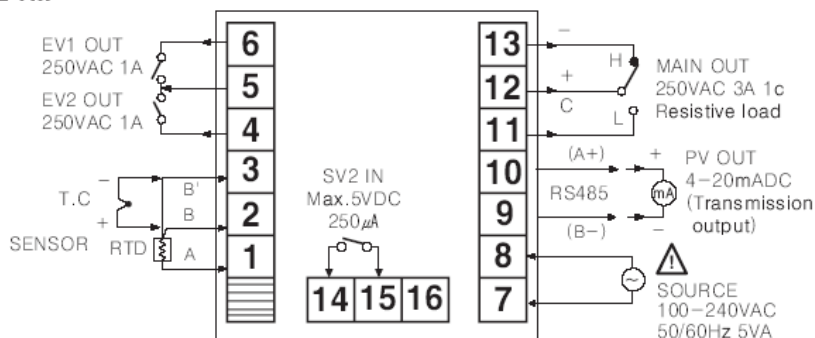 EV1 OUT
250VAC 1A
EV2 OUT
250VAC 1A
6
5
4
3
2
1
−
T.C
+
SENSOR
RTD
B'
B
A
SV2 IN
Max.5VDC
250㎂
14 15 16
13
12
11
10
9
8
7
−
H
+
C
L
MAIN OUT
250VAC 3A 1c
Resistive load
(A+)
RS485
(B−)
+
mA
−
PV OUT
4−20mADC
(Transmission
output)
SOURCE
100−240VAC
50/60Hz 5VA